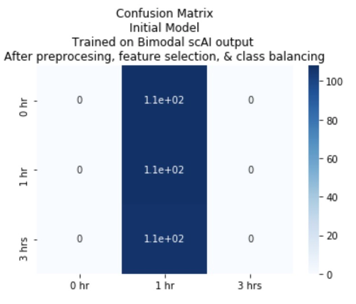 Confusion Matrix
Initial Model
Trained on Bimodal scAI output
After preprocesing, feature selection, & class balancing
0 hr 0 1.1e+02 0
1 hr 0 1.1e+02 0
3 hrs 0 1.1e+02 0
0 hr 1 hr 3 hrs
100
80
60
40
20
0